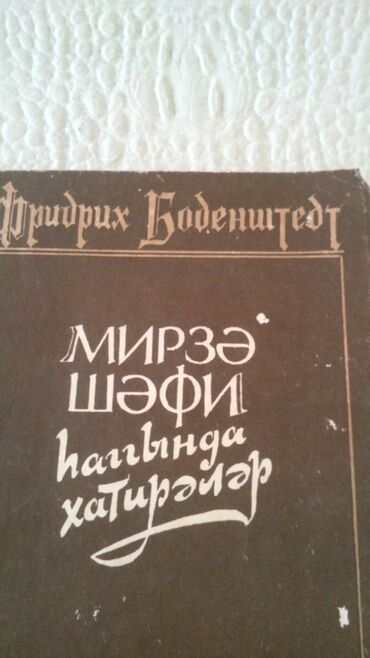 Фридрих Боденштедт
МИРЗӘ
ШӘФИ
һаггында
хатирәләр